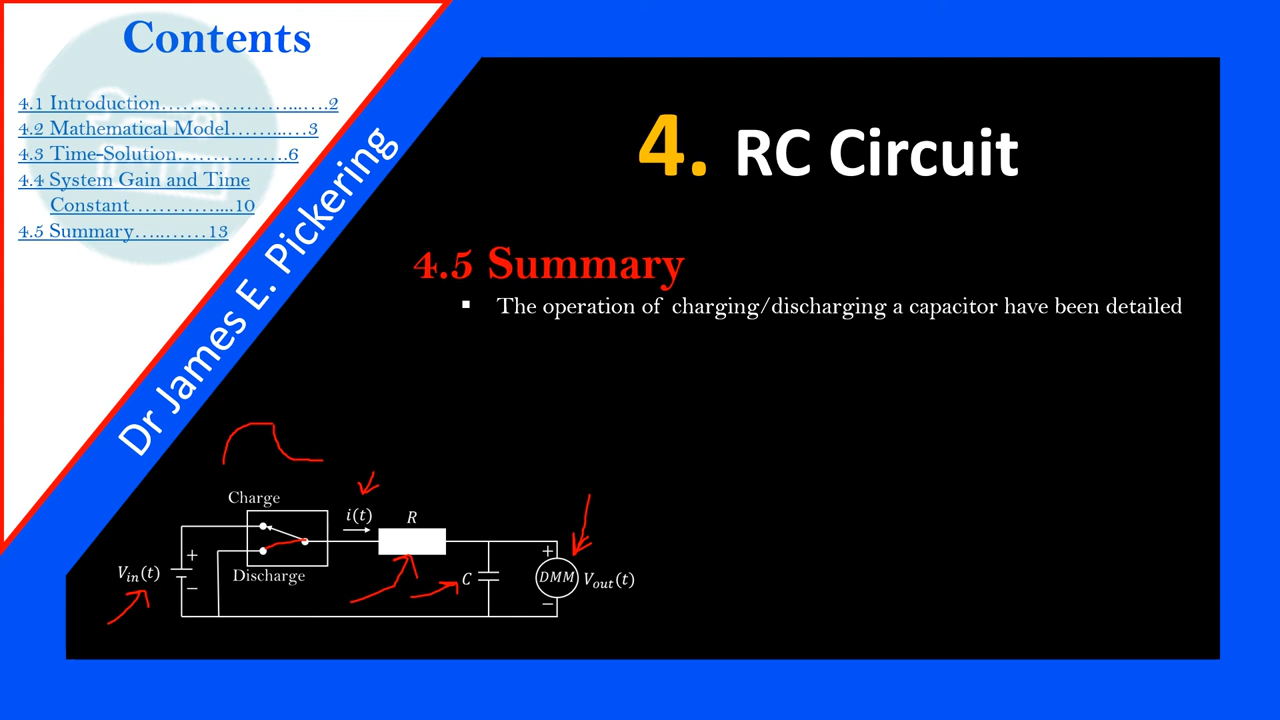 Contents
4.1 Introduction………………...….2
4.2 Mathematical Model……...…3
4.3 Time-Solution…………….6
4.4 System Gain and Time
Constant…………....10
4.5 Summary…..……13
Dr James E. Pickering
4. RC Circuit
4.5 Summary
▪ The operation of charging/discharging a capacitor have been detailed
Charge
i(t)
R
+
Discharge
V_in(t)
−
C
+
DMM
V_out(t)
−